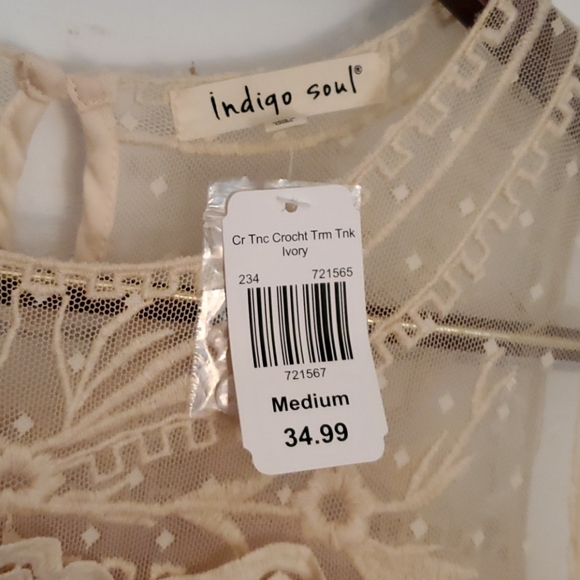 indigo soul®
Cr Tnc Crocht Trm Tnk
Ivory
234 721565
721567
Medium
34.99